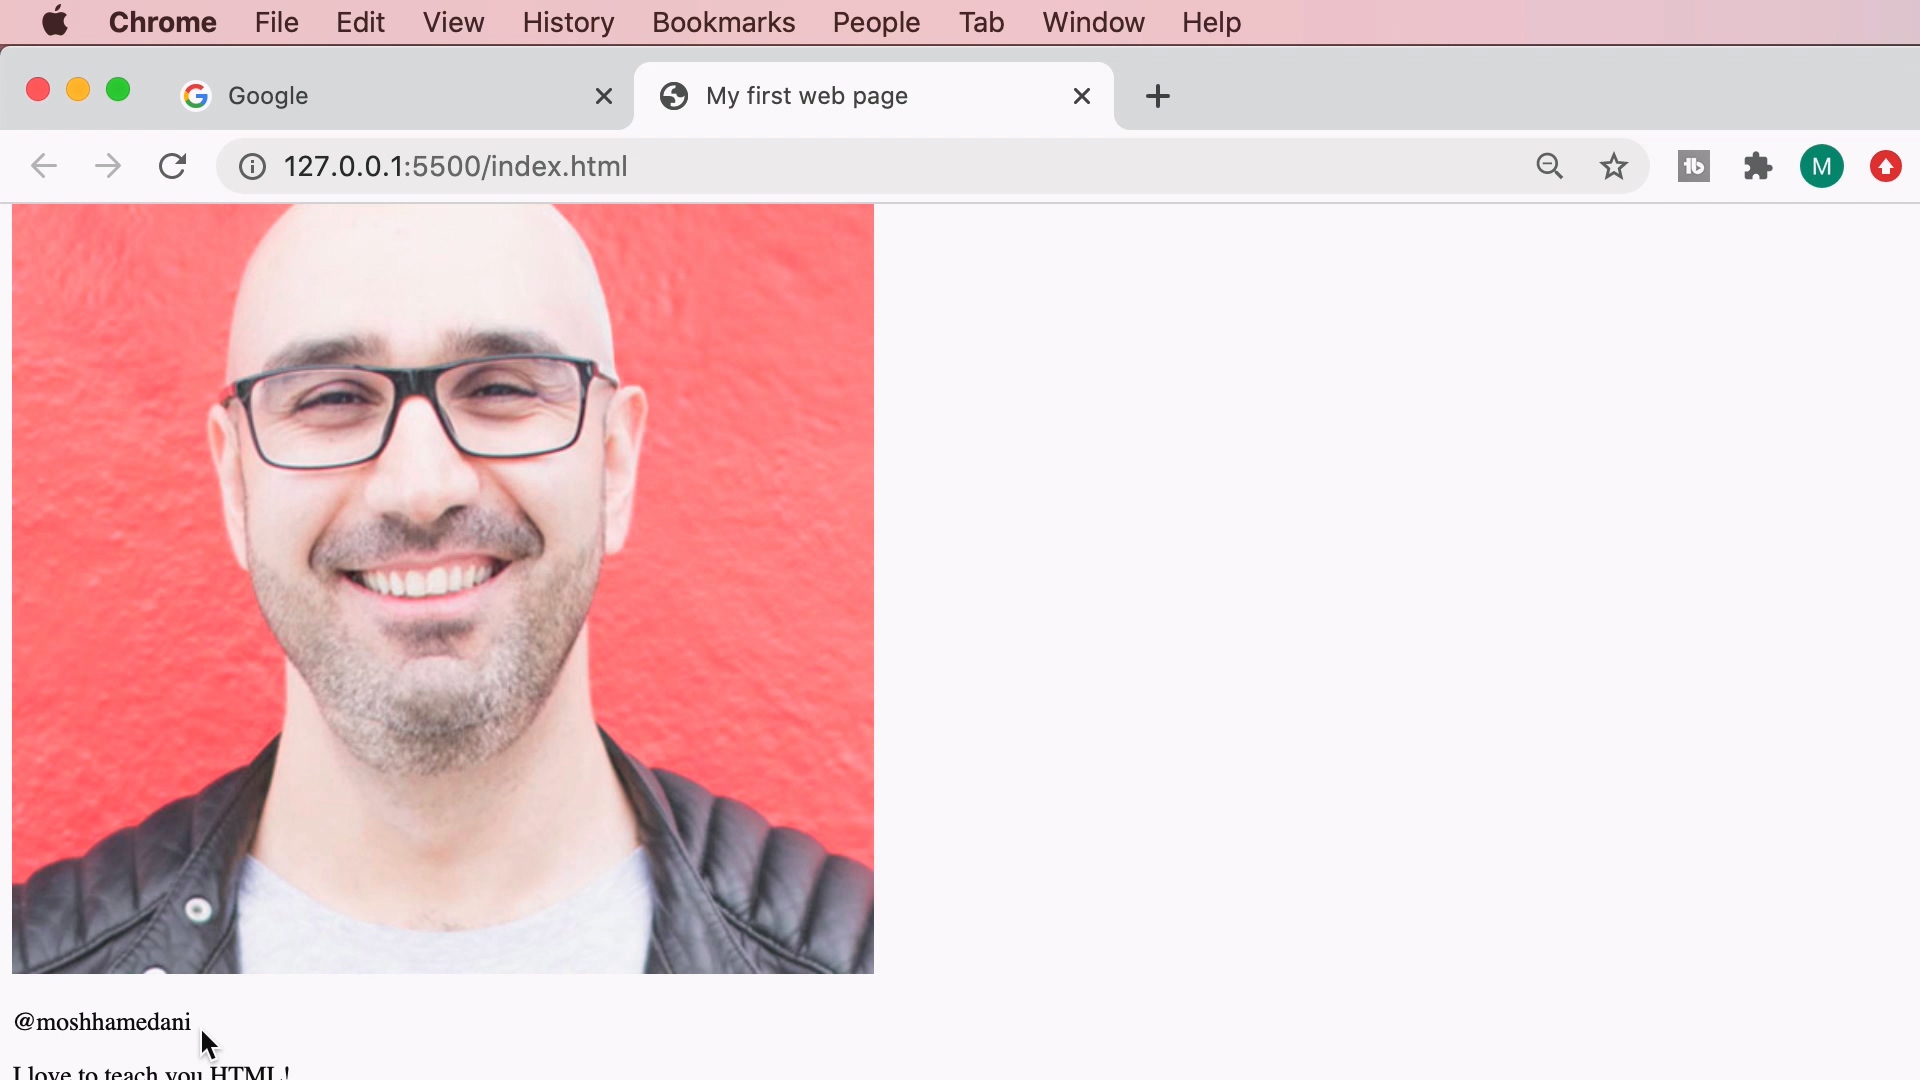 Chrome File Edit View History Bookmarks People Tab Window Help
Google My first web page
127.0.0.1:5500/index.html
tb M
@moshhamedani
I love to teach you HTML!